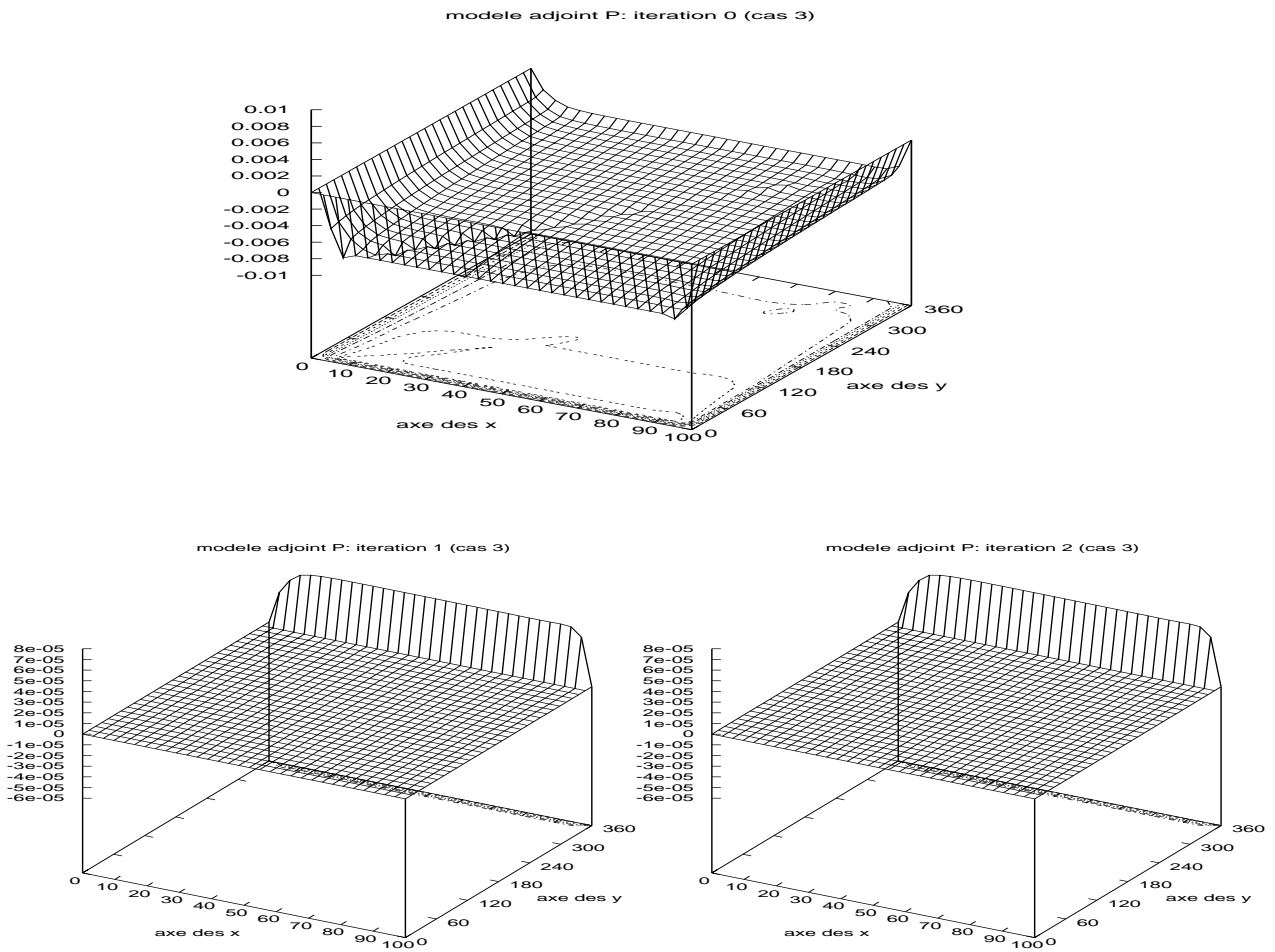 modele adjoint P: iteration 0 (cas 3)
0.01
0.008
0.006
0.004
0.002
0
-0.002
-0.004
-0.006
-0.008
-0.01
0
10
20
30
40
50
60
70
80
90
100
axe des x
0
60
120
180
240
300
360
axe des y
modele adjoint P: iteration 1 (cas 3)
8e-05
7e-05
6e-05
5e-05
4e-05
3e-05
2e-05
1e-05
0
-1e-05
-2e-05
-3e-05
-4e-05
-5e-05
-6e-05
0
10
20
30
40
50
60
70
80
90
100
axe des x
0
60
120
180
240
300
360
axe des y
modele adjoint P: iteration 2 (cas 3)
8e-05
7e-05
6e-05
5e-05
4e-05
3e-05
2e-05
1e-05
0
-1e-05
-2e-05
-3e-05
-4e-05
-5e-05
-6e-05
0
10
20
30
40
50
60
70
80
90
100
axe des x
0
60
120
180
240
300
360
axe des y